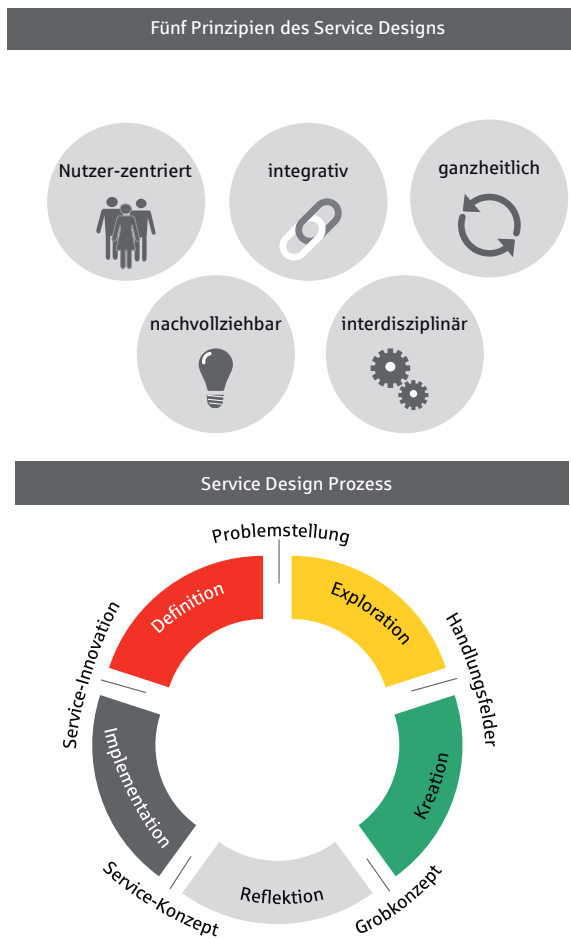 Fünf Prinzipien des Service Designs
Nutzer-zentriert
integrativ
ganzheitlich
nachvollziehbar
interdisziplinär
Service Design Prozess
Problemstellung
Definition
Exploration
Service-Innovation
Handlungsfelder
Implementation
Kreation
Service-Konzept
Reflektion
Grobkonzept